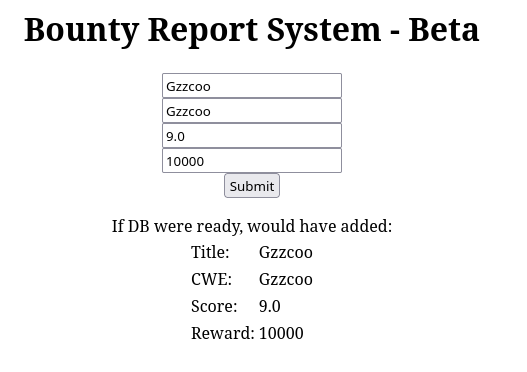 Bounty Report System - Beta
Gzzcoo
Gzzcoo
9.0
10000
Submit
If DB were ready, would have added:
Title: Gzzcoo
CWE: Gzzcoo
Score: 9.0
Reward: 10000